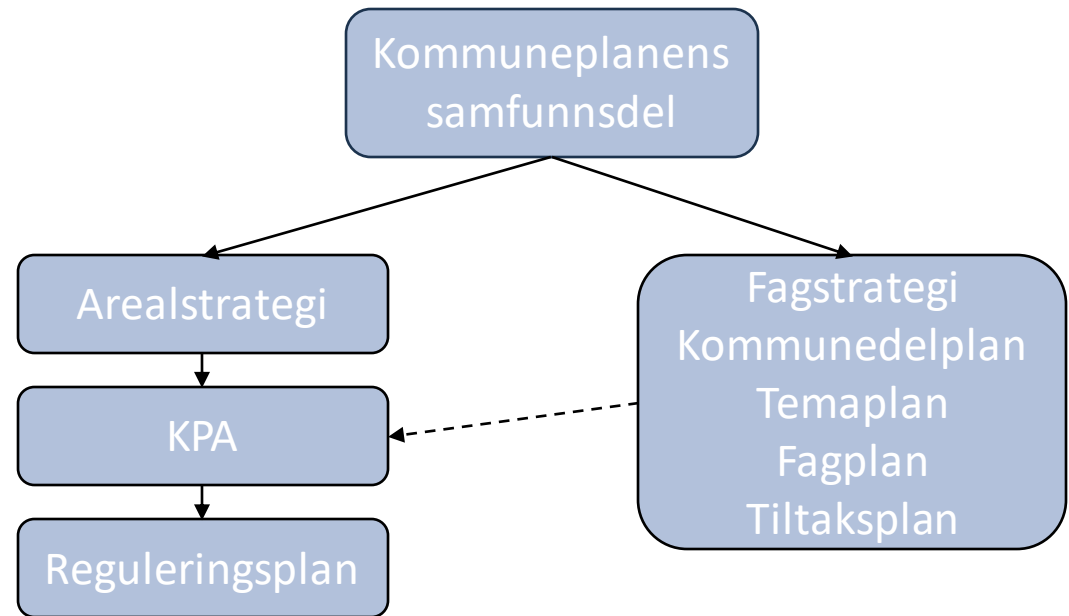 Kommuneplanens
samfunnsdel
Arealstrategi
KPA
Reguleringsplan
Fagstrategi
Kommunedelplan
Temaplan
Fagplan
Tiltaksplan